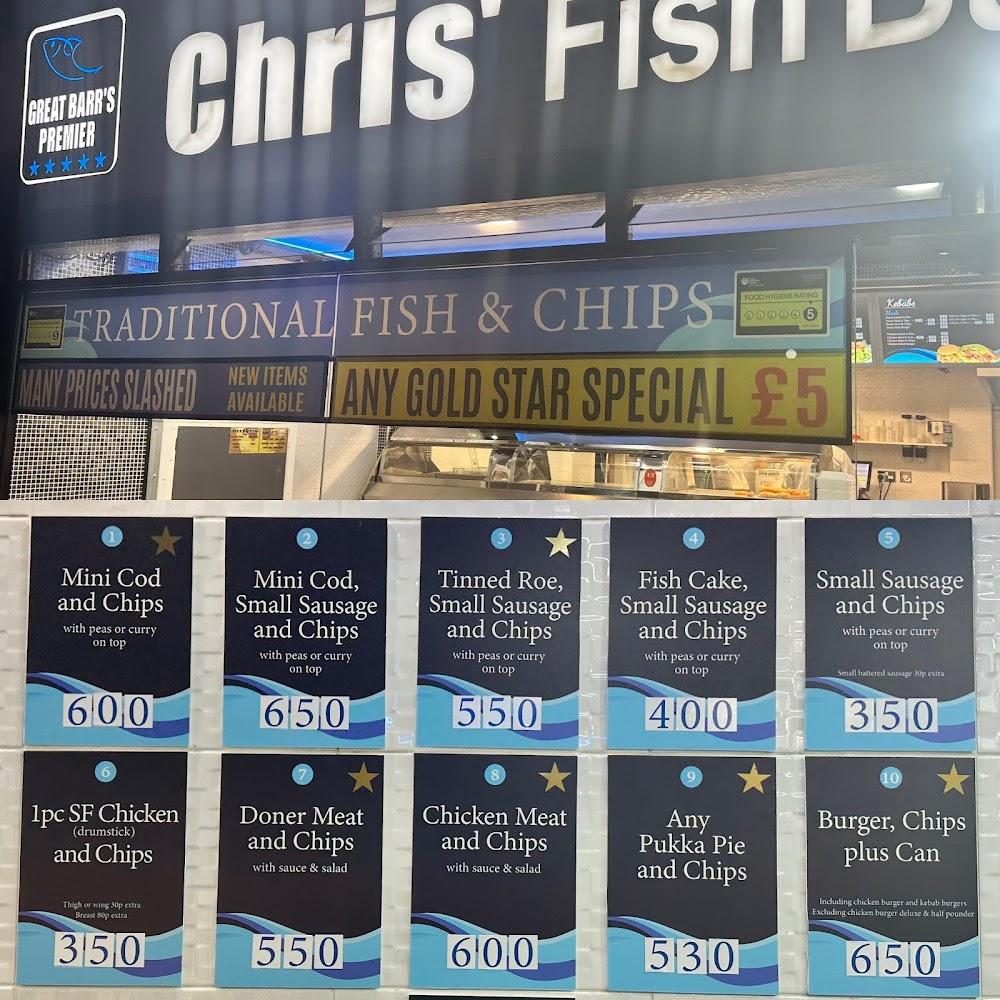 GREAT BARR'S
PREMIER
Chris' Fish
TRADITIONAL FISH & CHIPS
FOOD HYGIENE RATING
5
MANY PRICES SLASHED
NEW ITEMS
AVAILABLE
ANY GOLD STAR SPECIAL £5
Kebabs
1
Mini Cod
and Chips
with peas or curry
on top
600
2
Mini Cod,
Small Sausage
and Chips
with peas or curry
on top
650
3
Tinned Roe,
Small Sausage
and Chips
with peas or curry
on top
550
4
Fish Cake,
Small Sausage
and Chips
with peas or curry
on top
400
5
Small Sausage
and Chips
with peas or curry
on top
Small battered sausage 30p extra
350
6
1pc SF Chicken
(drumstick)
and Chips
Thigh or wing 30p extra
Breast 80p extra
350
7
Doner Meat
and Chips
with sauce & salad
550
8
Chicken Meat
and Chips
with sauce & salad
600
9
Any
Pukka Pie
and Chips
530
10
Burger, Chips
plus Can
Including chicken burger and kebab burgers
Excluding chicken burger deluxe & half pounder
650